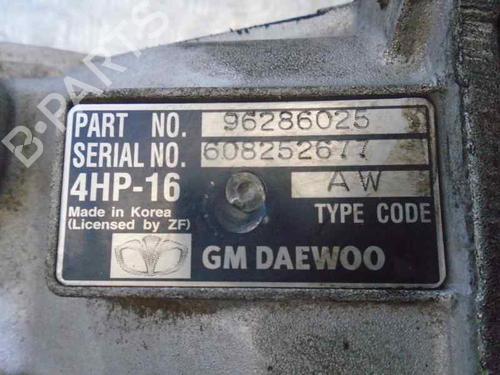 B-PARTS
PART NO. 96286025
SERIAL NO. 608252677
4HP-16 AW
Made in Korea
(Licensed by ZF) TYPE CODE
GM DAEWOO